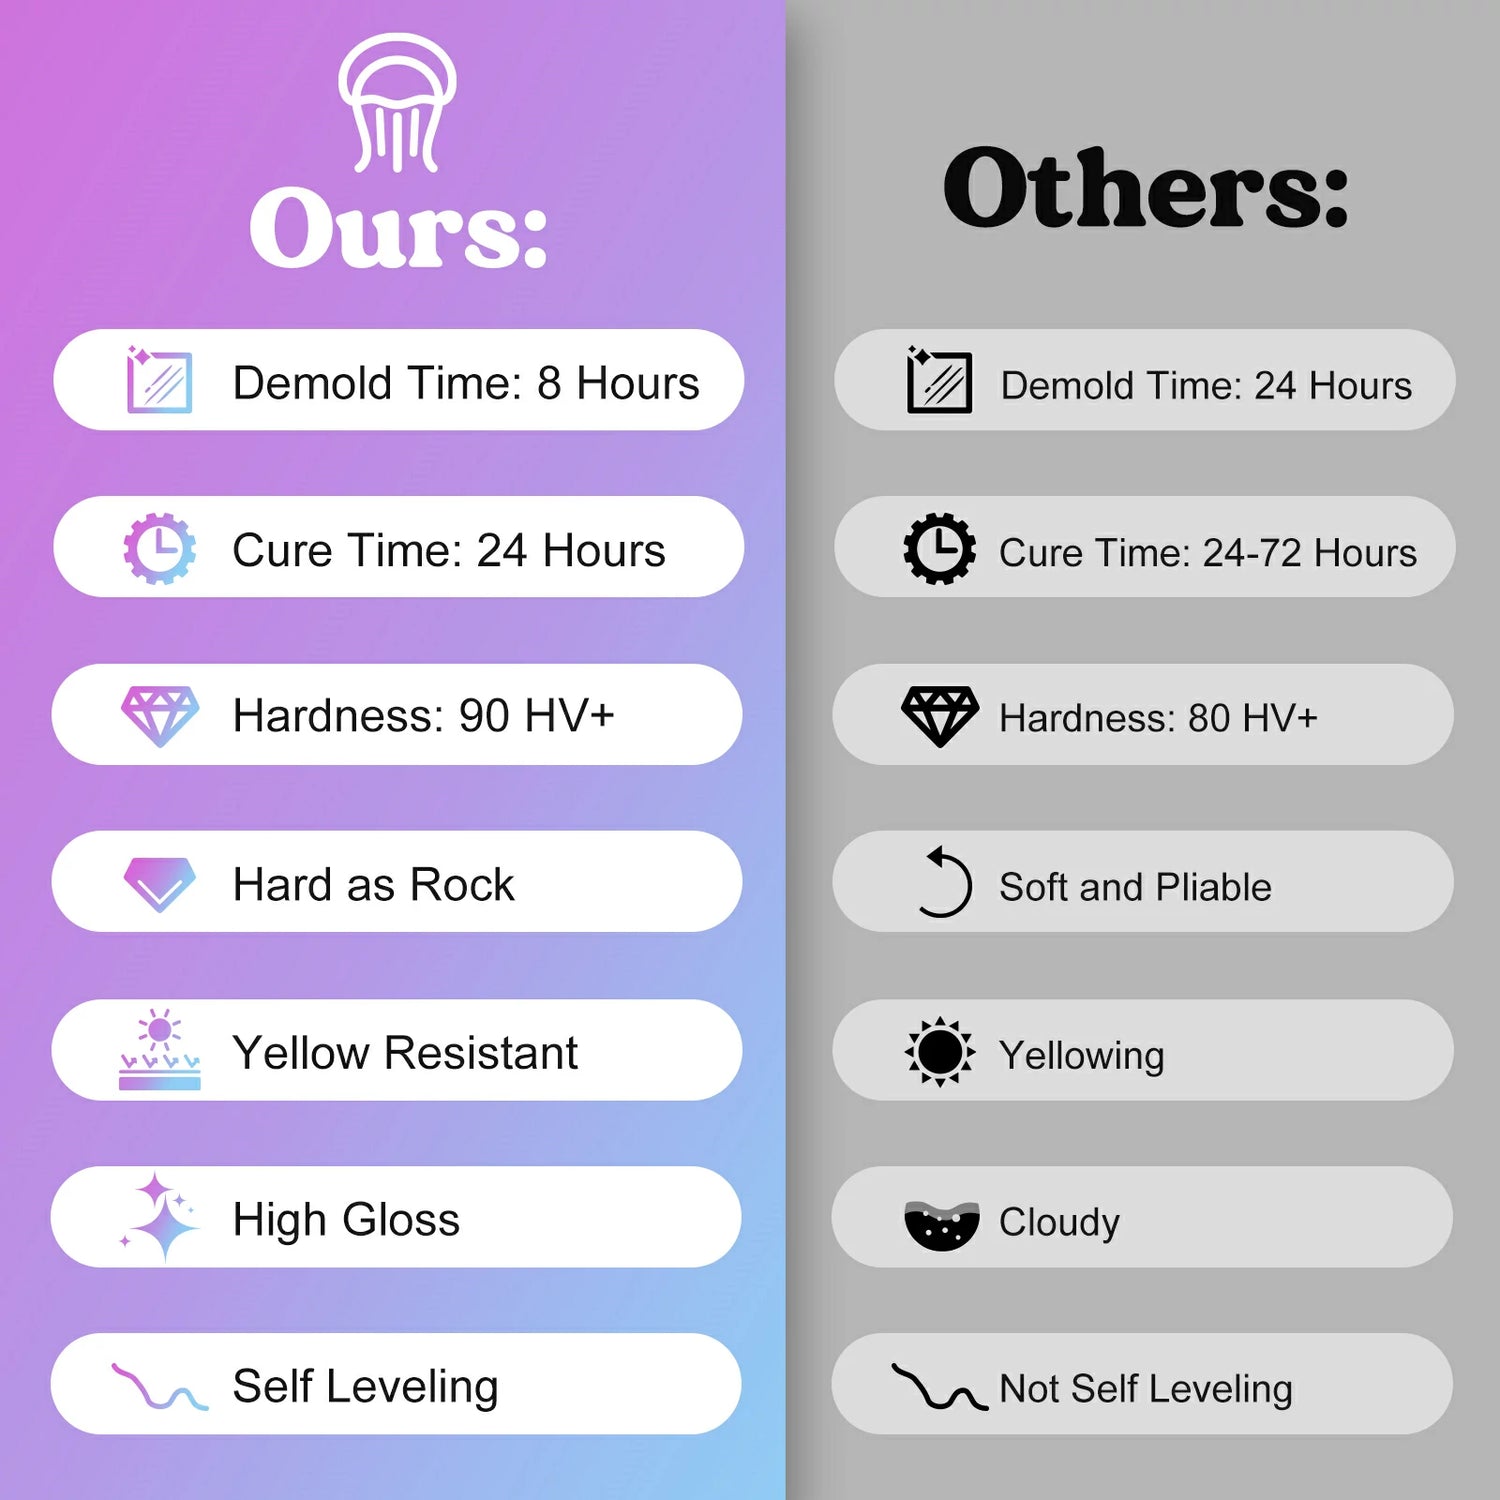 Ours:
Demold Time: 8 Hours
Cure Time: 24 Hours
Hardness: 90 HV+
Hard as Rock
Yellow Resistant
High Gloss
Self Leveling
Others:
Demold Time: 24 Hours
Cure Time: 24-72 Hours
Hardness: 80 HV+
Soft and Pliable
Yellowing
Cloudy
Not Self Leveling